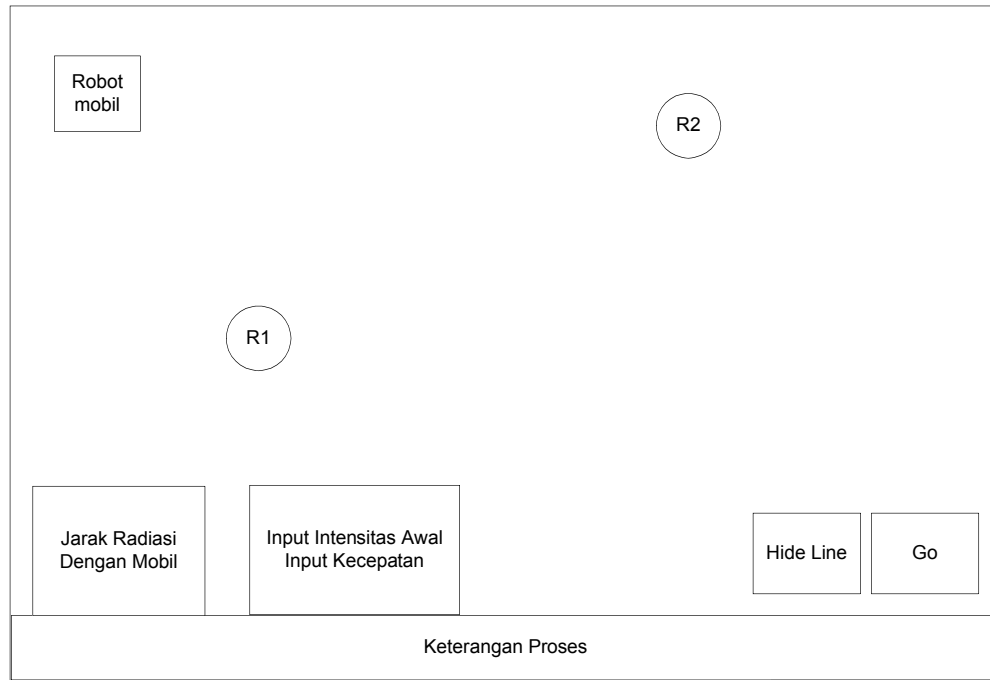 Robot
mobil
R2
R1
Jarak Radiasi
Dengan Mobil
Input Intensitas Awal
Input Kecepatan
Hide Line
Go
Keterangan Proses